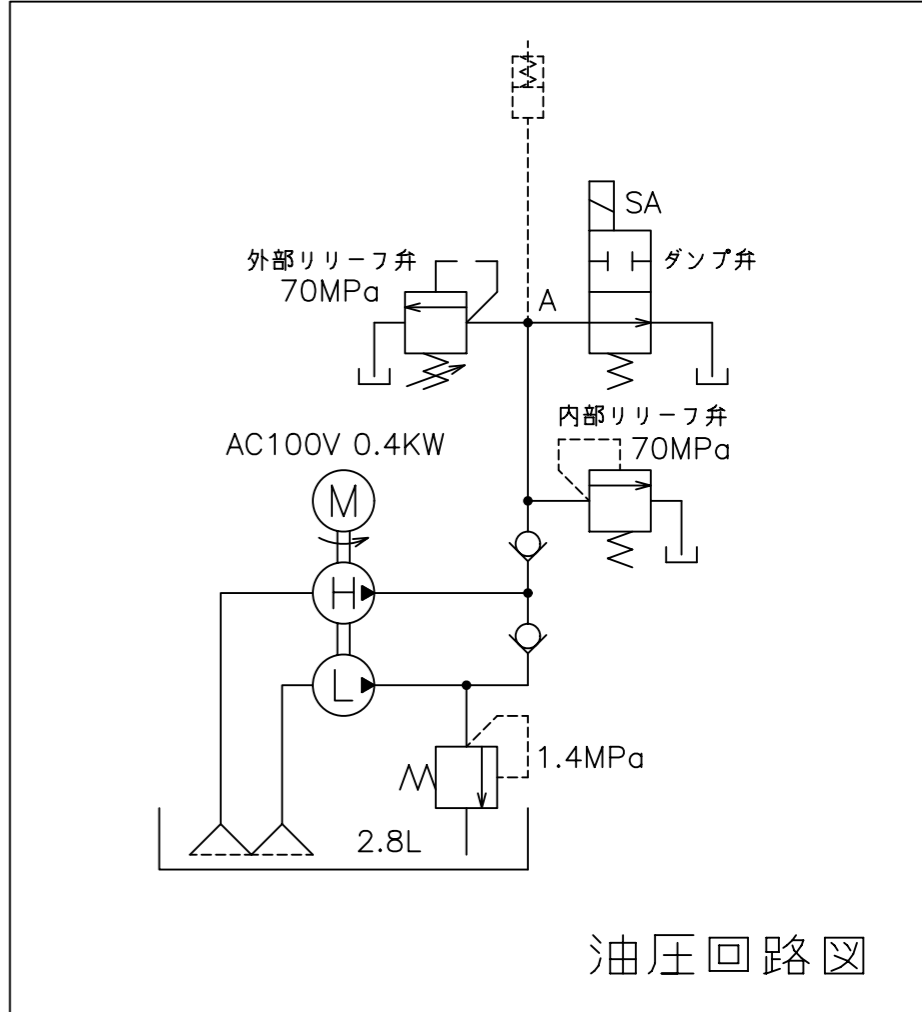 SA
外部リリーフ弁
70MPa
ダンプ弁
A
内部リリーフ弁
70MPa
AC100V 0.4KW
M
H
L
1.4MPa
2.8L
油圧回路図